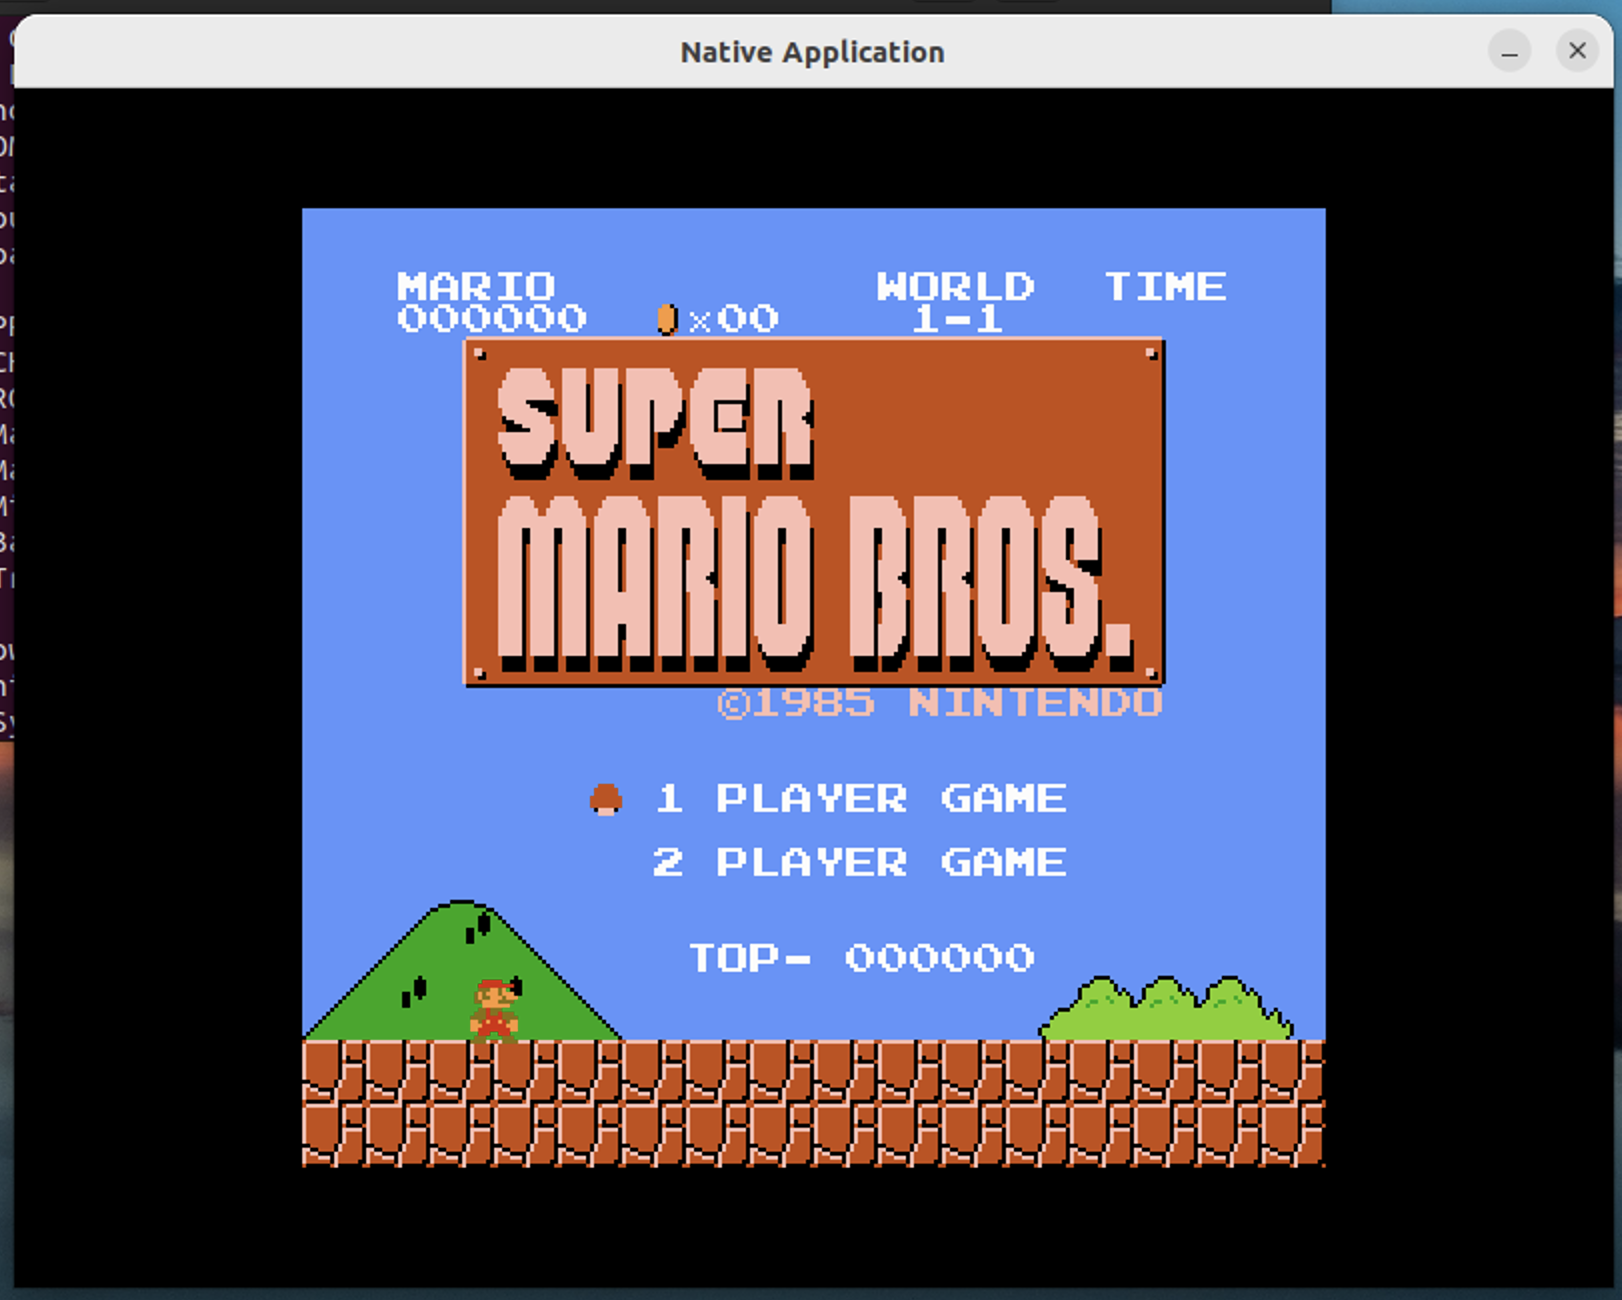 Native Application
MARIO WORLD TIME
000000 x00 1-1
SUPER
MARIO BROS.
©1985 NINTENDO
1 PLAYER GAME
2 PLAYER GAME
TOP- 000000